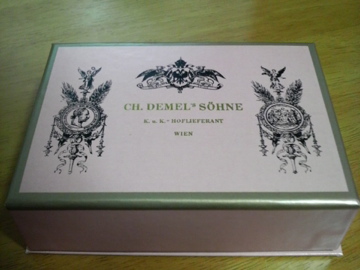 CH. DEMEL'S SÖHNE
K. u. K.-HOFLIEFERANT
WIEN